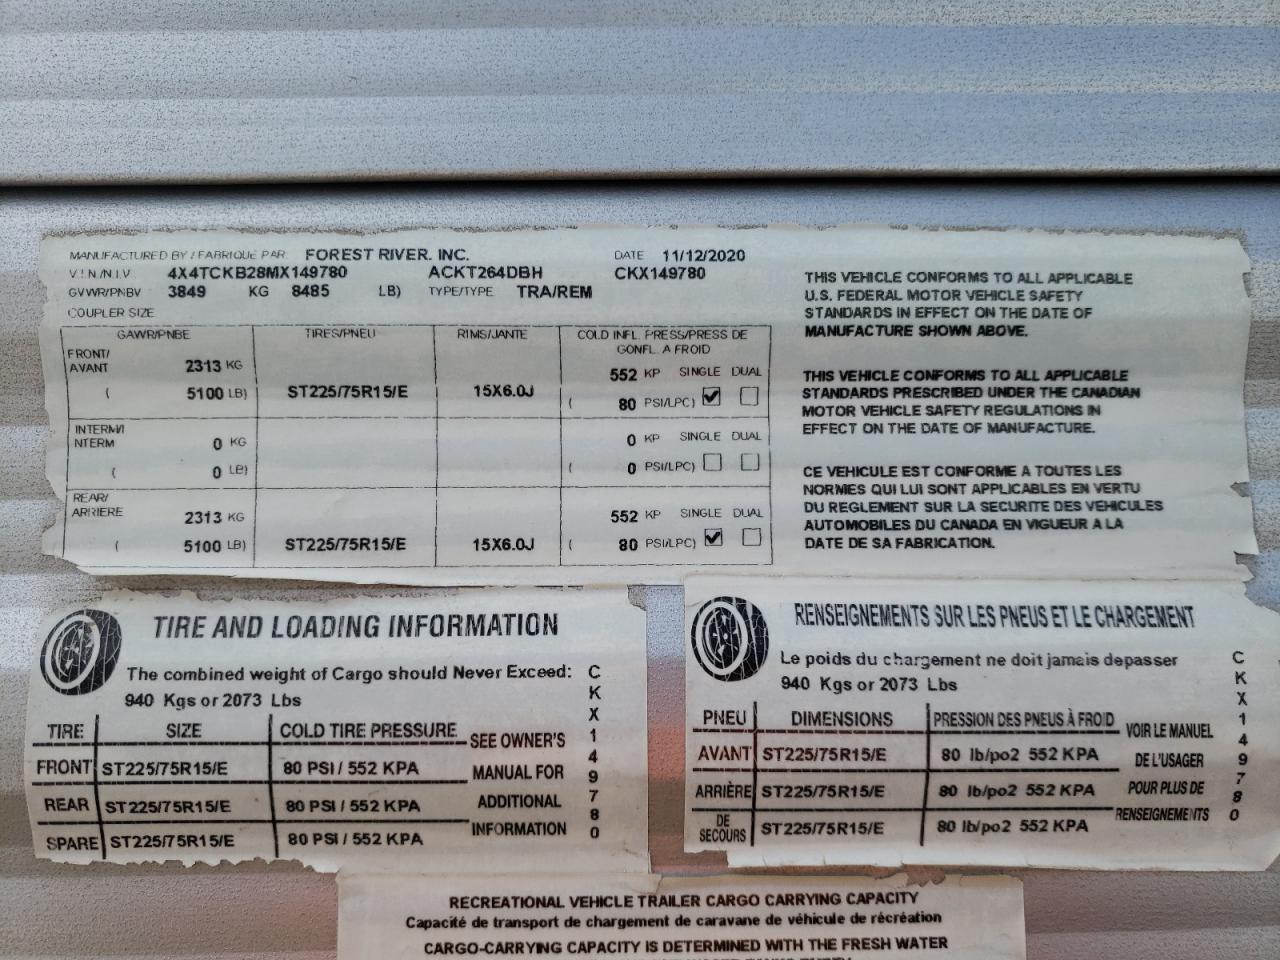 MANUFACTURED BY / FABRIQUE PAR FOREST RIVER, INC. DATE 11/12/2020
V.I.N./N.I.V 4X4TCKB28MX149780 ACKT264DBH CKX149780
GVWR/PNBV 3849 KG 8485 LB) TYPE/TYPE TRA/REM
COUPLER SIZE
GAWR/PNBE TIRES/PNEU RIMS/JANTE COLD INFL. PRESS/PRESS DE
GONFL. A FROID
FRONT/
AVANT 2313 KG 552 KP SINGLE DUAL
( 5100 LB) ST225/75R15/E 15X6.0J ( 80 PSI/LPC)
INTERM/
INTERM 0 KG 0 KP SINGLE DUAL
( 0 LB) ( 0 PSI/LPC)
REAR/
ARRIERE 2313 KG 552 KP SINGLE DUAL
( 5100 LB) ST225/75R15/E 15X6.0J ( 80 PSI/LPC)
THIS VEHICLE CONFORMS TO ALL APPLICABLE
U.S. FEDERAL MOTOR VEHICLE SAFETY
STANDARDS IN EFFECT ON THE DATE OF
MANUFACTURE SHOWN ABOVE.
THIS VEHICLE CONFORMS TO ALL APPLICABLE
STANDARDS PRESCRIBED UNDER THE CANADIAN
MOTOR VEHICLE SAFETY REGULATIONS IN
EFFECT ON THE DATE OF MANUFACTURE.
CE VEHICULE EST CONFORME A TOUTES LES
NORMES QUI LUI SONT APPLICABLES EN VERTU
DU REGLEMENT SUR LA SECURITE DES VEHICULES
AUTOMOBILES DU CANADA EN VIGUEUR A LA
DATE DE SA FABRICATION.
TIRE AND LOADING INFORMATION
The combined weight of Cargo should Never Exceed:
940 Kgs or 2073 Lbs
TIRE SIZE COLD TIRE PRESSURE
FRONT ST225/75R15/E 80 PSI / 552 KPA
REAR ST225/75R15/E 80 PSI / 552 KPA
SPARE ST225/75R15/E 80 PSI / 552 KPA
SEE OWNER'S
MANUAL FOR
ADDITIONAL
INFORMATION
CKX149780
RENSEIGNEMENTS SUR LES PNEUS ET LE CHARGEMENT
Le poids du chargement ne doit jamais depasser
940 Kgs or 2073 Lbs
PNEU DIMENSIONS PRESSION DES PNEUS À FROID
AVANT ST225/75R15/E 80 lb/po2 552 KPA
ARRIÈRE ST225/75R15/E 80 lb/po2 552 KPA
DE
SECOURS ST225/75R15/E 80 lb/po2 552 KPA
VOIR LE MANUEL
DE L'USAGER
POUR PLUS DE
RENSEIGNEMENTS
CKX149780
RECREATIONAL VEHICLE TRAILER CARGO CARRYING CAPACITY
Capacité de transport de chargement de caravane de véhicule de récréation
CARGO-CARRYING CAPACITY IS DETERMINED WITH THE FRESH WATER